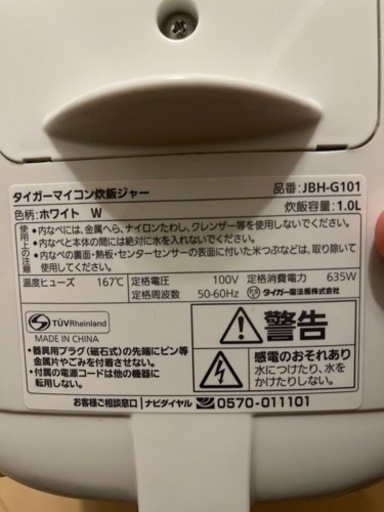 タイガーマイコン炊飯ジャー 品番:JBH-G101
色柄:ホワイト W 炊飯容量:1.0L
使用上の注意
・内なべには、金属へら、ナイロンたわし、クレンザー等を使用しないでください。
・内なべと本体の間には絶対に水を入れないでください。
・内なべの裏面・熱板・センターセンサーの表面に付いた米つぶなどは、取り除いてください。
温度ヒューズ 167℃ 定格電圧 100V 定格消費電力 635W
定格周波数 50-60Hz タイガー魔法瓶株式会社
TÜVRheinland
MADE IN CHINA
・器具用プラグ(磁石式)の先端にピン等
金属片やごみを付着させない。
・付属の電源コードは他の機器に
転用しない。
警告
感電のおそれあり
水につけたり、水を
かけたりしない。
お客様ご相談窓口 ナビダイヤル 0570-011101